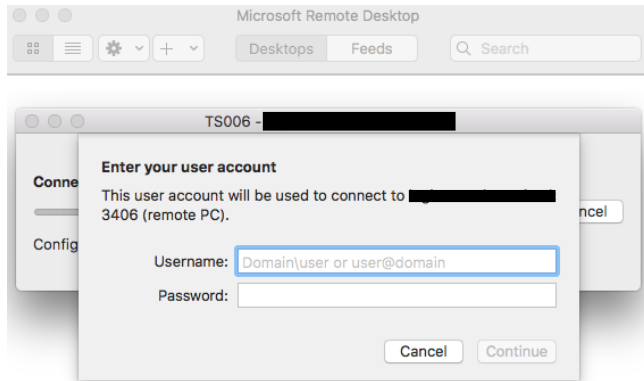 Microsoft Remote Desktop
Desktops Feeds Search
TS006 -
Enter your user account
Conne
This user account will be used to connect to
3406 (remote PC).
ncel
Config
Username: Domain\user or user@domain
Password:
Cancel Continue